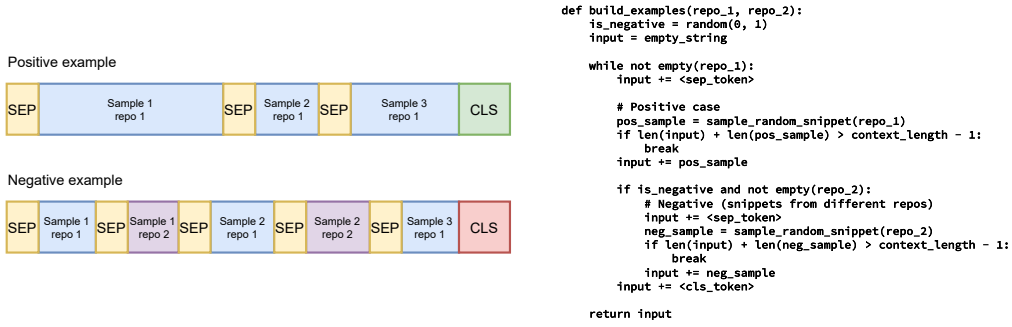 Positive example
SEP
Sample 1
repo 1
SEP
Sample 2
repo 1
SEP
Sample 3
repo 1
CLS
Negative example
SEP
Sample 1
repo 1
SEP
Sample 1
repo 2
SEP
Sample 2
repo 1
SEP
Sample 2
repo 2
SEP
Sample 3
repo 1
CLS
def build_examples(repo_1, repo_2):
    is_negative = random(0, 1)
    input = empty_string

    while not empty(repo_1):
        input += <sep_token>

        # Positive case
        pos_sample = sample_random_snippet(repo_1)
        if len(input) + len(pos_sample) > context_length - 1:
            break
        input += pos_sample

        if is_negative and not empty(repo_2):
            # Negative (snippets from different repos)
            input += <sep_token>
            neg_sample = sample_random_snippet(repo_2)
            if len(input) + len(neg_sample) > context_length - 1:
                break
            input += neg_sample
        input += <cls_token>

    return input